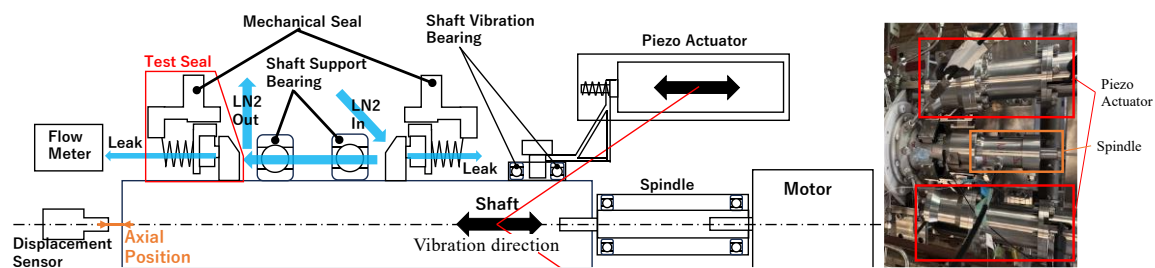 Mechanical Seal
Shaft Vibration
Bearing
Piezo Actuator
Test Seal
Shaft Support
Bearing
LN2
Out
LN2
In
Flow
Meter
Leak
Leak
Spindle
Motor
Shaft
Vibration direction
Displacement
Sensor
Axial
Position
Piezo
Actuator
Spindle